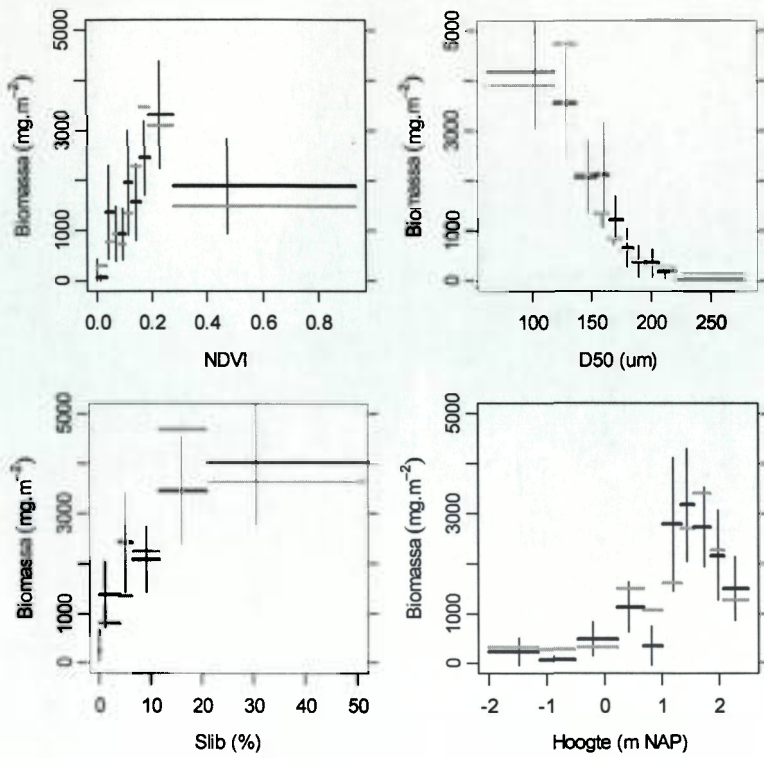 5000
3000
1000
0
Biomassa (mg.m⁻²)
0.0 0.2 0.4 0.6 0.8
NDVI
5000
3000
1000
0
Biomassa (mg.m⁻²)
100 150 200 250
D50 (um)
5000
3000
1000
0
Biomassa (mg.m⁻²)
0 10 20 30 40 50
Slib (%)
5000
3000
1000
0
Biomassa (mg.m⁻²)
-2 -1 0 1 2
Hoogte (m NAP)